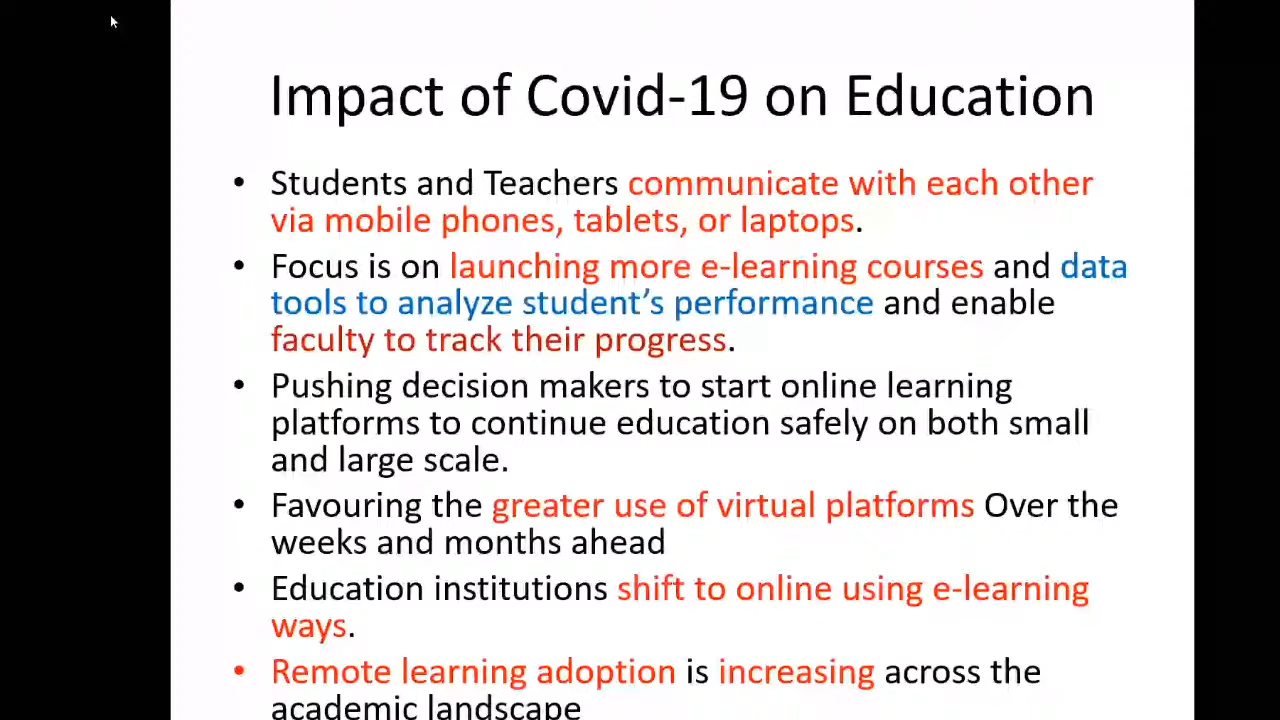 Impact of Covid-19 on Education
• Students and Teachers communicate with each other
via mobile phones, tablets, or laptops.
• Focus is on launching more e-learning courses and data
tools to analyze student’s performance and enable
faculty to track their progress.
• Pushing decision makers to start online learning
platforms to continue education safely on both small
and large scale.
• Favouring the greater use of virtual platforms Over the
weeks and months ahead
• Education institutions shift to online using e-learning
ways.
• Remote learning adoption is increasing across the
academic landscape